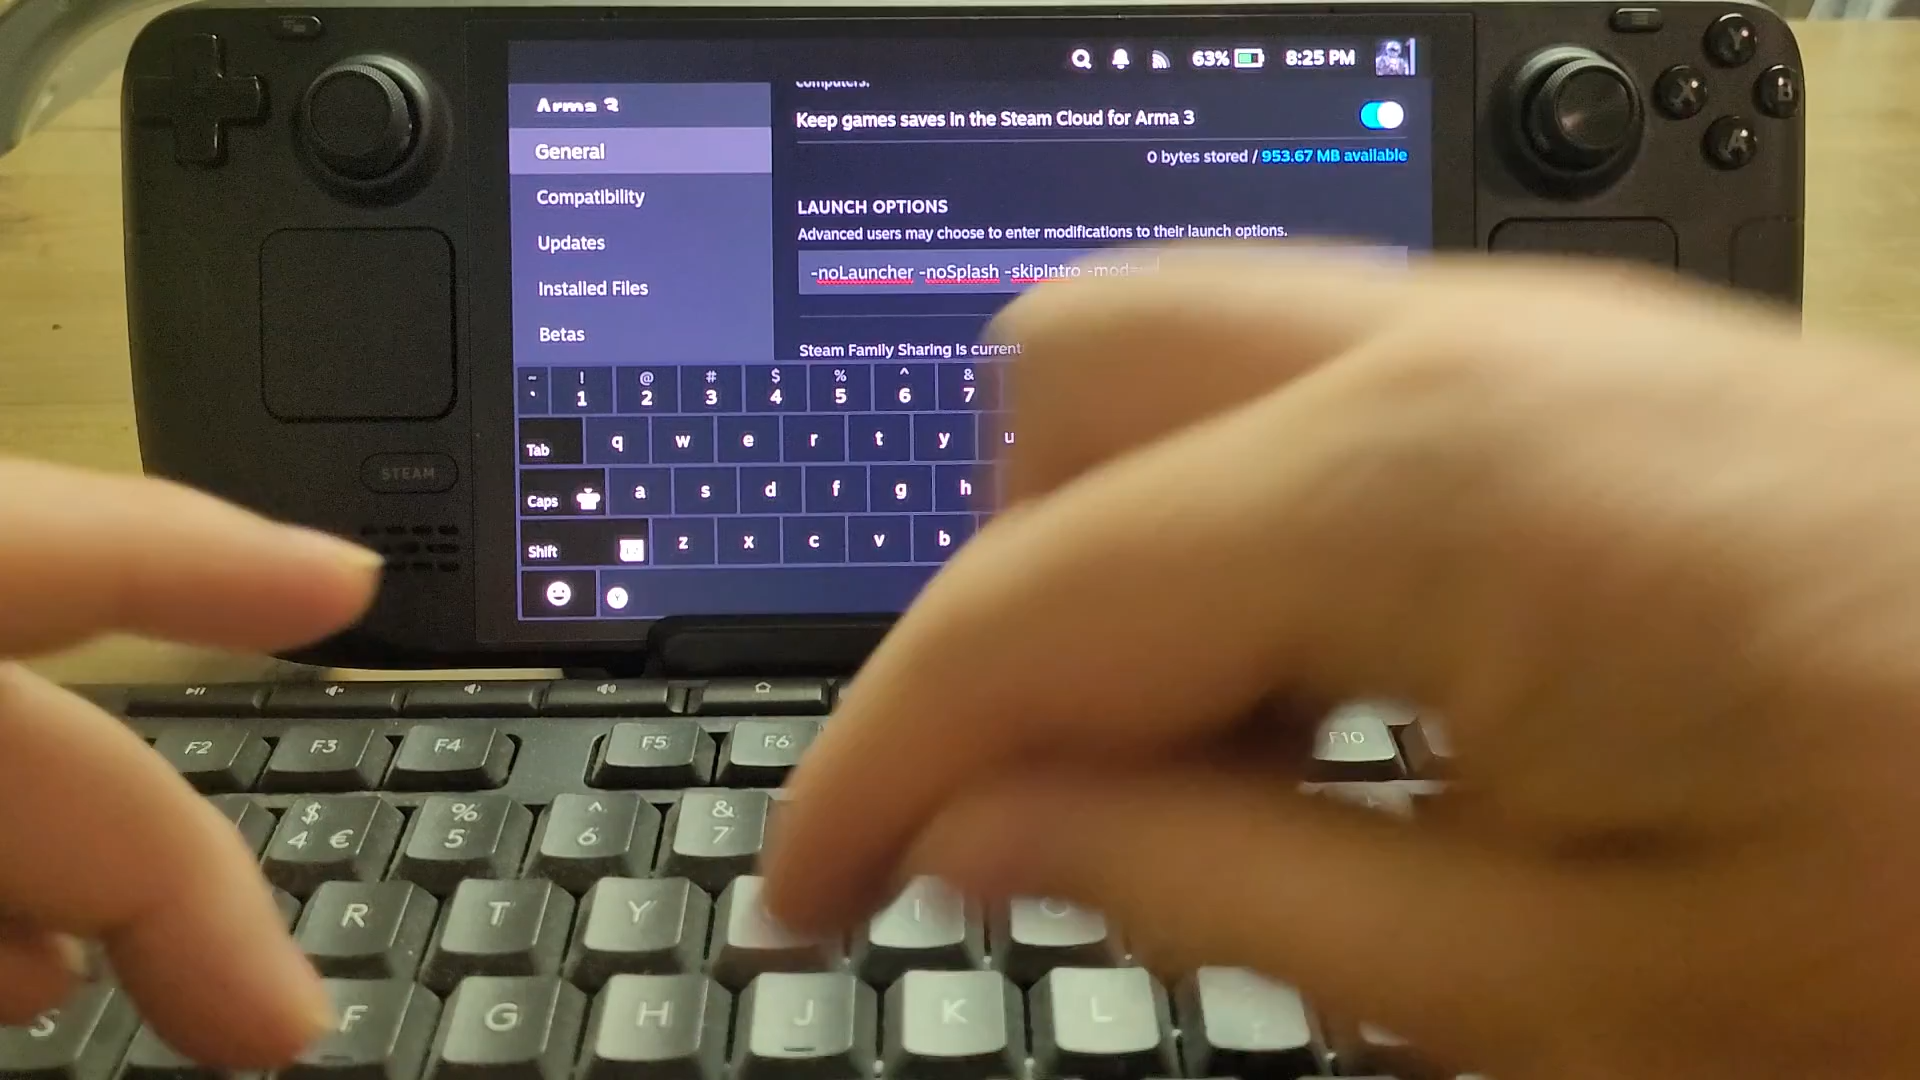 63% 8:25 PM
Arma 3
General
Compatibility
Updates
Installed Files
Betas
computers.
Keep games saves in the Steam Cloud for Arma 3
0 bytes stored / 953.67 MB available
LAUNCH OPTIONS
Advanced users may choose to enter modifications to their launch options.
-noLauncher -noSplash -skipIntro -mod=
Steam Family Sharing is current
~ ! @ # $ % ^ &
` 1 2 3 4 5 6 7
Tab q w e r t y u
Caps a s d f g h
Shift z x c v b
Y
X
B
A
STEAM
F2 F3 F4 F5 F6 F10
$ % ^ &
4 € 5 6 7
R T Y I O
S F G H J K L